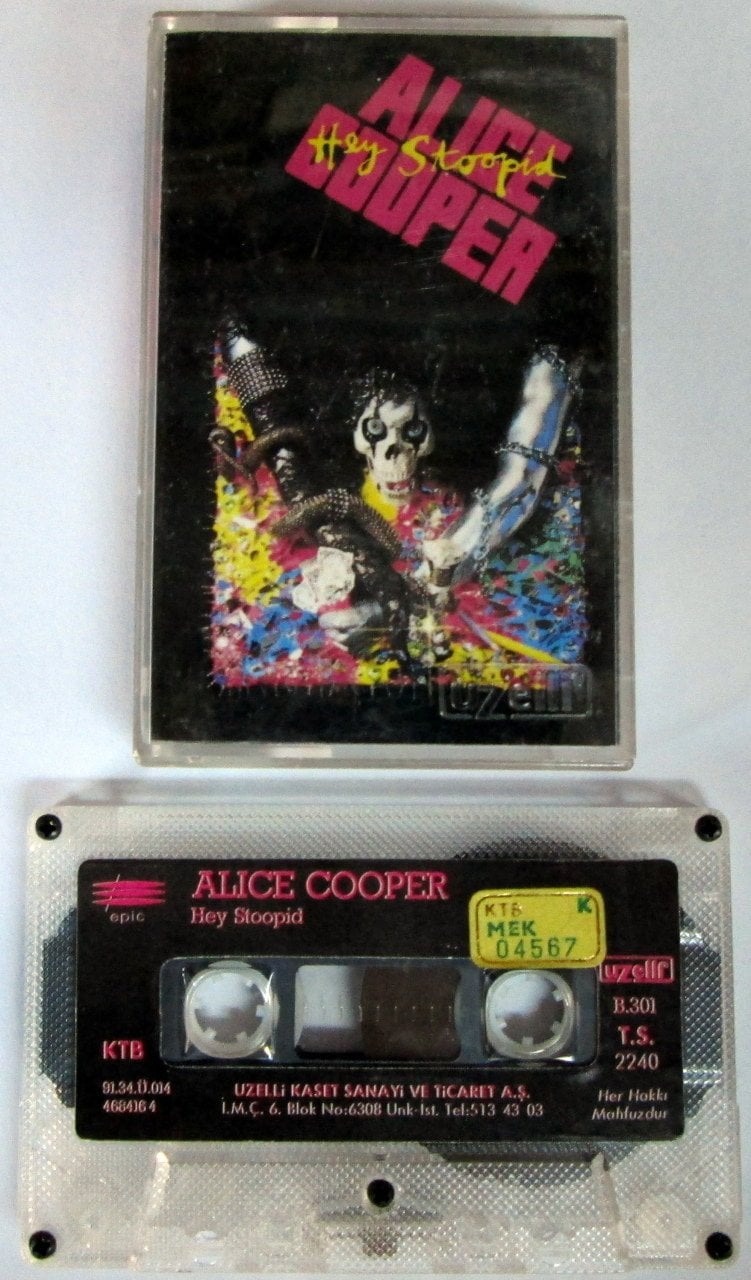 ALICE
Hey Stoopid
COOPER
uzelli
epic
ALICE COOPER
Hey Stoopid
KTB K
MEK
04567
uzelli
B.301
T.S.
2240
KTB
91.34.Ü.014
468416 4
UZELLİ KASET SANAYİ VE TİCARET A.Ş.
İ.M.Ç. 6. Blok No:6308 Unk-İst. Tel:513 43 03
Her Hakkı
Mahfuzdur